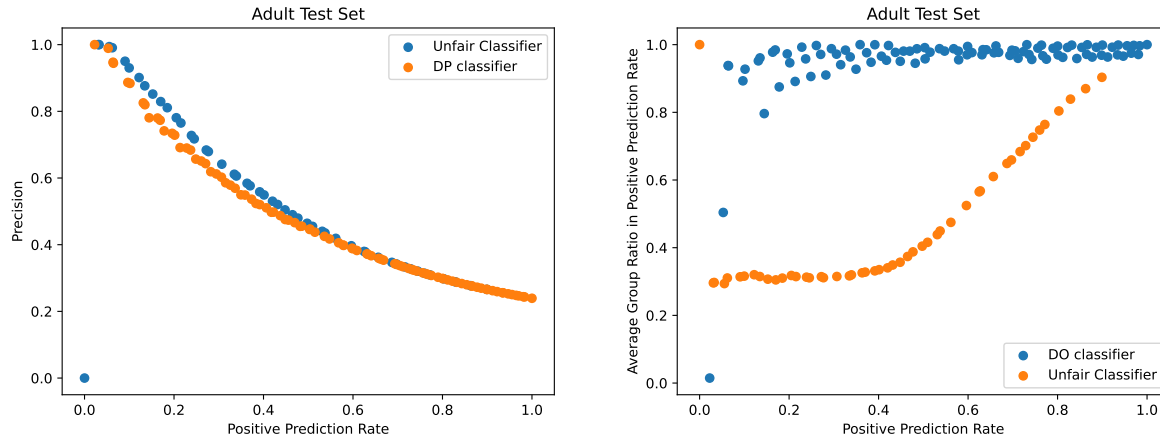 Adult Test Set
Precision
1.0
0.8
0.6
0.4
0.2
0.0
Unfair Classifier
DP classifier
0.0 0.2 0.4 0.6 0.8 1.0
Positive Prediction Rate
Adult Test Set
Average Group Ratio in Positive Prediction Rate
1.0
0.8
0.6
0.4
0.2
0.0
DO classifier
Unfair Classifier
0.0 0.2 0.4 0.6 0.8 1.0
Positive Prediction Rate